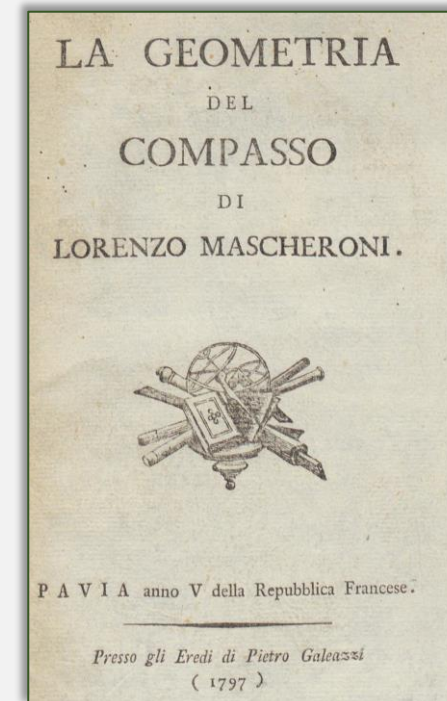 LA GEOMETRIA
DEL
COMPASSO
DI
LORENZO MASCHERONI.
PAVIA anno V della Repubblica Francese.
Presso gli Eredi di Pietro Galeazzi
( 1797 )